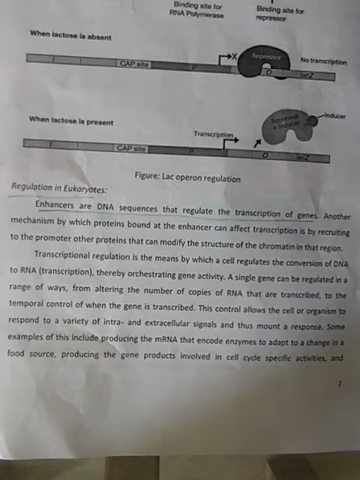 Binding site for
RNA Polymerase
Binding site for
repressor
When lactose is absent
X
Repressor
No transcription
I
CAP site
P
O
lacZ
When lactose is present
Transcription
Repressor
+ inducer
inducer
I
CAP site
P
O
lacZ
Figure: Lac operon regulation
Regulation in Eukaryotes:
Enhancers are DNA sequences that regulate the transcription of genes. Another
mechanism by which proteins bound at the enhancer can affect transcription is by recruiting
to the promoter other proteins that can modify the structure of the chromatin in that region.
Transcriptional regulation is the means by which a cell regulates the conversion of DNA
to RNA (transcription), thereby orchestrating gene activity. A single gene can be regulated in a
range of ways, from altering the number of copies of RNA that are transcribed, to the
temporal control of when the gene is transcribed. This control allows the cell or organism to
respond to a variety of intra- and extracellular signals and thus mount a response. Some
examples of this include producing the mRNA that encode enzymes to adapt to a change in a
food source, producing the gene products involved in cell cycle specific activities, and
2